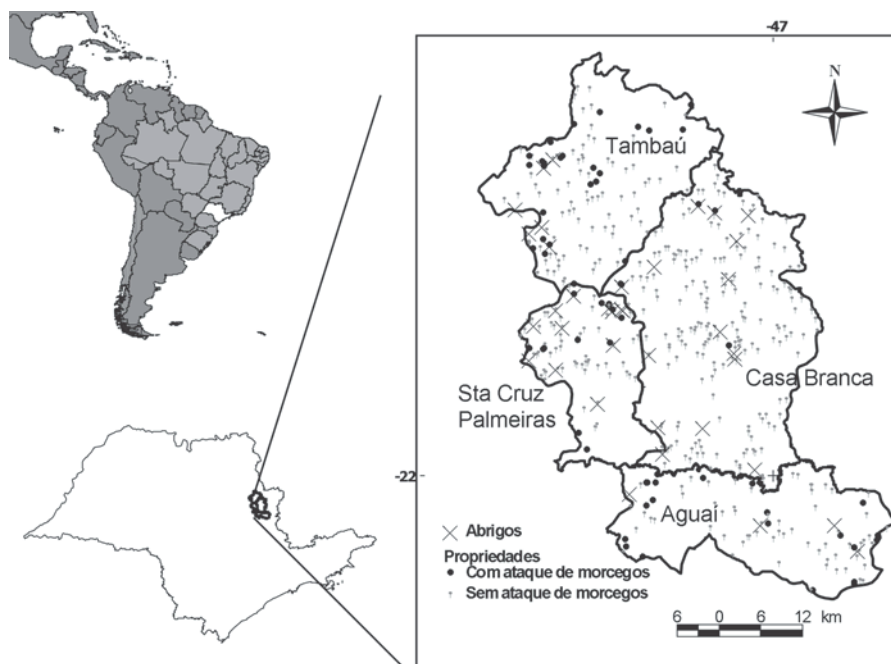 -47
N
Tambaú
Casa Branca
Sta Cruz
Palmeiras
-22
Aguaí
Abrigos
Propriedades
Com ataque de morcegos
Sem ataque de morcegos
6 0 6 12 km